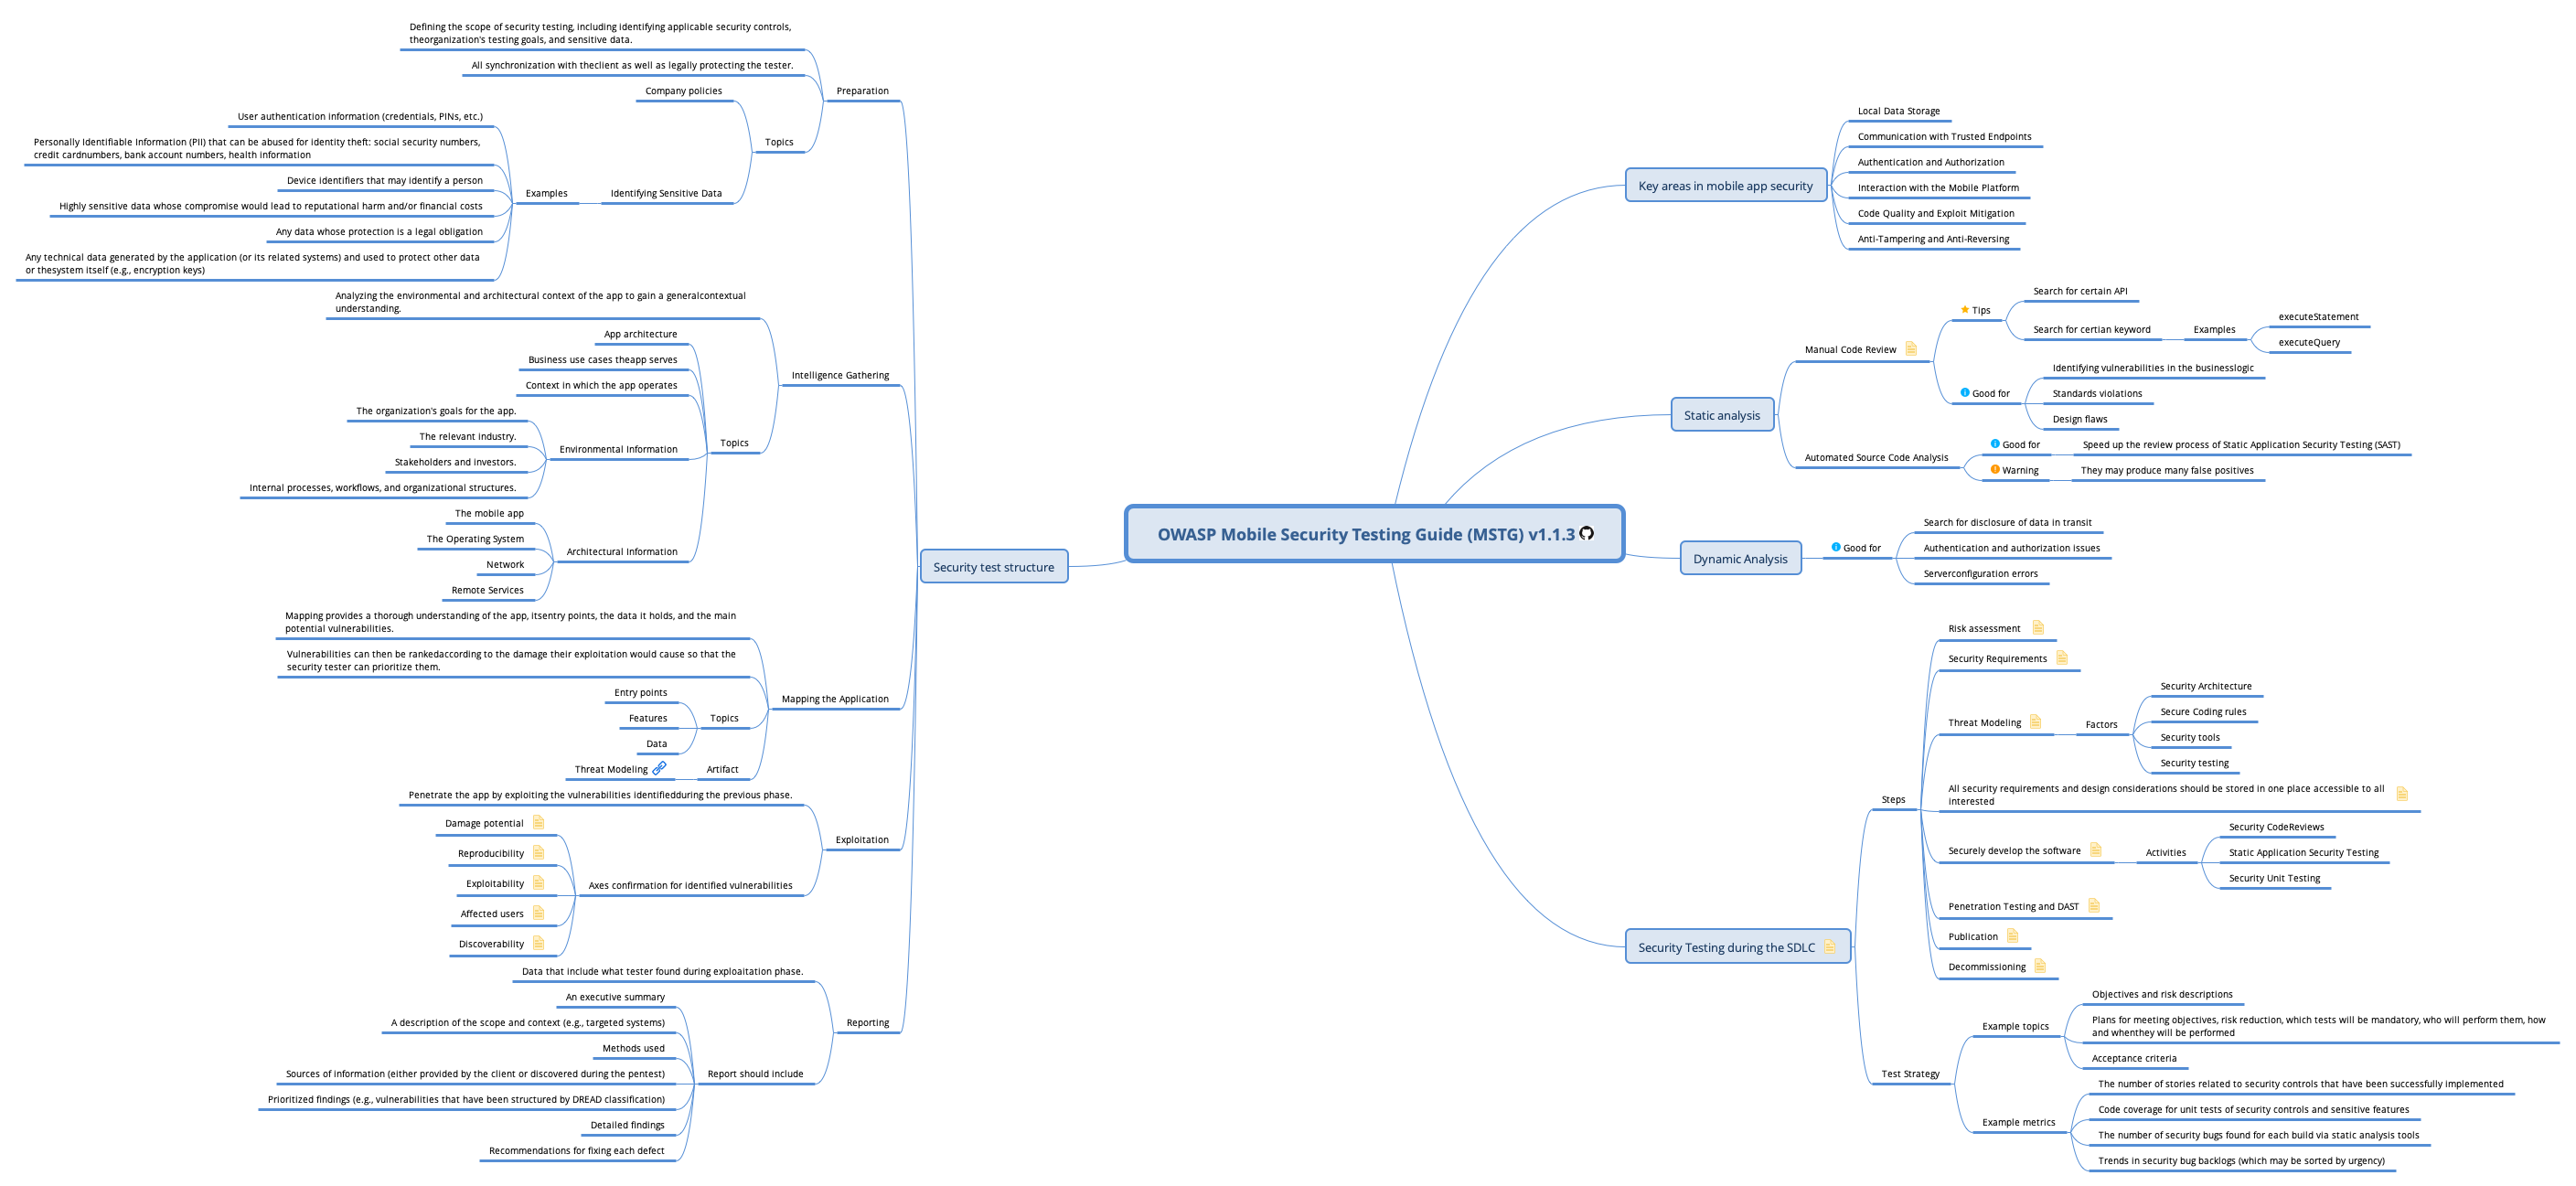 OWASP Mobile Security Testing Guide (MSTG) v1.1.3
Security test structure
Preparation
Defining the scope of security testing, including identifying applicable security controls,
theorganization's testing goals, and sensitive data.
All synchronization with theclient as well as legally protecting the tester.
Topics
Company policies
Identifying Sensitive Data
Examples
User authentication information (credentials, PINs, etc.)
Personally Identifiable Information (PII) that can be abused for identity theft: social security numbers,
credit cardnumbers, bank account numbers, health information
Device identifiers that may identify a person
Highly sensitive data whose compromise would lead to reputational harm and/or financial costs
Any data whose protection is a legal obligation
Any technical data generated by the application (or its related systems) and used to protect other data
or thesystem itself (e.g., encryption keys)
Intelligence Gathering
Analyzing the environmental and architectural context of the app to gain a generalcontextual
understanding.
Topics
App architecture
Business use cases theapp serves
Context in which the app operates
Environmental Information
The organization's goals for the app.
The relevant industry.
Stakeholders and investors.
Internal processes, workflows, and organizational structures.
Architectural Information
The mobile app
The Operating System
Network
Remote Services
Mapping the Application
Mapping provides a thorough understanding of the app, itsentry points, the data it holds, and the main
potential vulnerabilities.
Vulnerabilities can then be rankedaccording to the damage their exploitation would cause so that the
security tester can prioritize them.
Topics
Entry points
Features
Data
Artifact
Threat Modeling
Exploitation
Penetrate the app by exploiting the vulnerabilities identifiedduring the previous phase.
Axes confirmation for identified vulnerabilities
Damage potential
Reproducibility
Exploitability
Affected users
Discoverability
Reporting
Data that include what tester found during exploaitation phase.
Report should include
An executive summary
A description of the scope and context (e.g., targeted systems)
Methods used
Sources of information (either provided by the client or discovered during the pentest)
Prioritized findings (e.g., vulnerabilities that have been structured by DREAD classification)
Detailed findings
Recommendations for fixing each defect
Key areas in mobile app security
Local Data Storage
Communication with Trusted Endpoints
Authentication and Authorization
Interaction with the Mobile Platform
Code Quality and Exploit Mitigation
Anti-Tampering and Anti-Reversing
Static analysis
Manual Code Review
Tips
Search for certain API
Search for certian keyword
Examples
executeStatement
executeQuery
Good for
Identifying vulnerabilities in the businesslogic
Standards violations
Design flaws
Automated Source Code Analysis
Good for
Speed up the review process of Static Application Security Testing (SAST)
Warning
They may produce many false positives
Dynamic Analysis
Good for
Search for disclosure of data in transit
Authentication and authorization issues
Serverconfiguration errors
Security Testing during the SDLC
Steps
Risk assessment
Security Requirements
Threat Modeling
Factors
Security Architecture
Secure Coding rules
Security tools
Security testing
All security requirements and design considerations should be stored in one place accessible to all
interested
Securely develop the software
Activities
Security CodeReviews
Static Application Security Testing
Security Unit Testing
Penetration Testing and DAST
Publication
Decommissioning
Test Strategy
Example topics
Objectives and risk descriptions
Plans for meeting objectives, risk reduction, which tests will be mandatory, who will perform them, how
and whenthey will be performed
Acceptance criteria
Example metrics
The number of stories related to security controls that have been successfully implemented
Code coverage for unit tests of security controls and sensitive features
The number of security bugs found for each build via static analysis tools
Trends in security bug backlogs (which may be sorted by urgency)